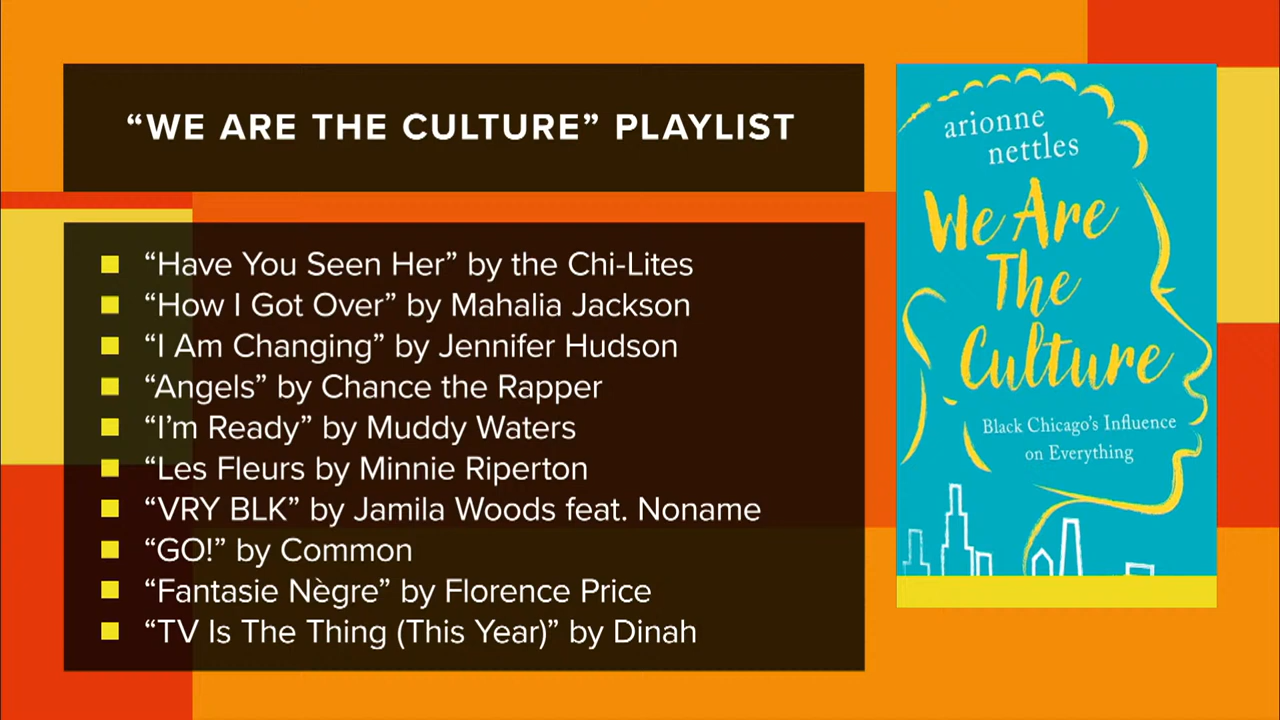 “WE ARE THE CULTURE” PLAYLIST
“Have You Seen Her” by the Chi-Lites
“How I Got Over” by Mahalia Jackson
“I Am Changing” by Jennifer Hudson
“Angels” by Chance the Rapper
“I’m Ready” by Muddy Waters
“Les Fleurs by Minnie Riperton
“VRY BLK” by Jamila Woods feat. Noname
“GO!” by Common
“Fantasie Nègre” by Florence Price
“TV Is The Thing (This Year)” by Dinah
arionne
nettles
We Are
The
Culture
Black Chicago’s Influence
on Everything